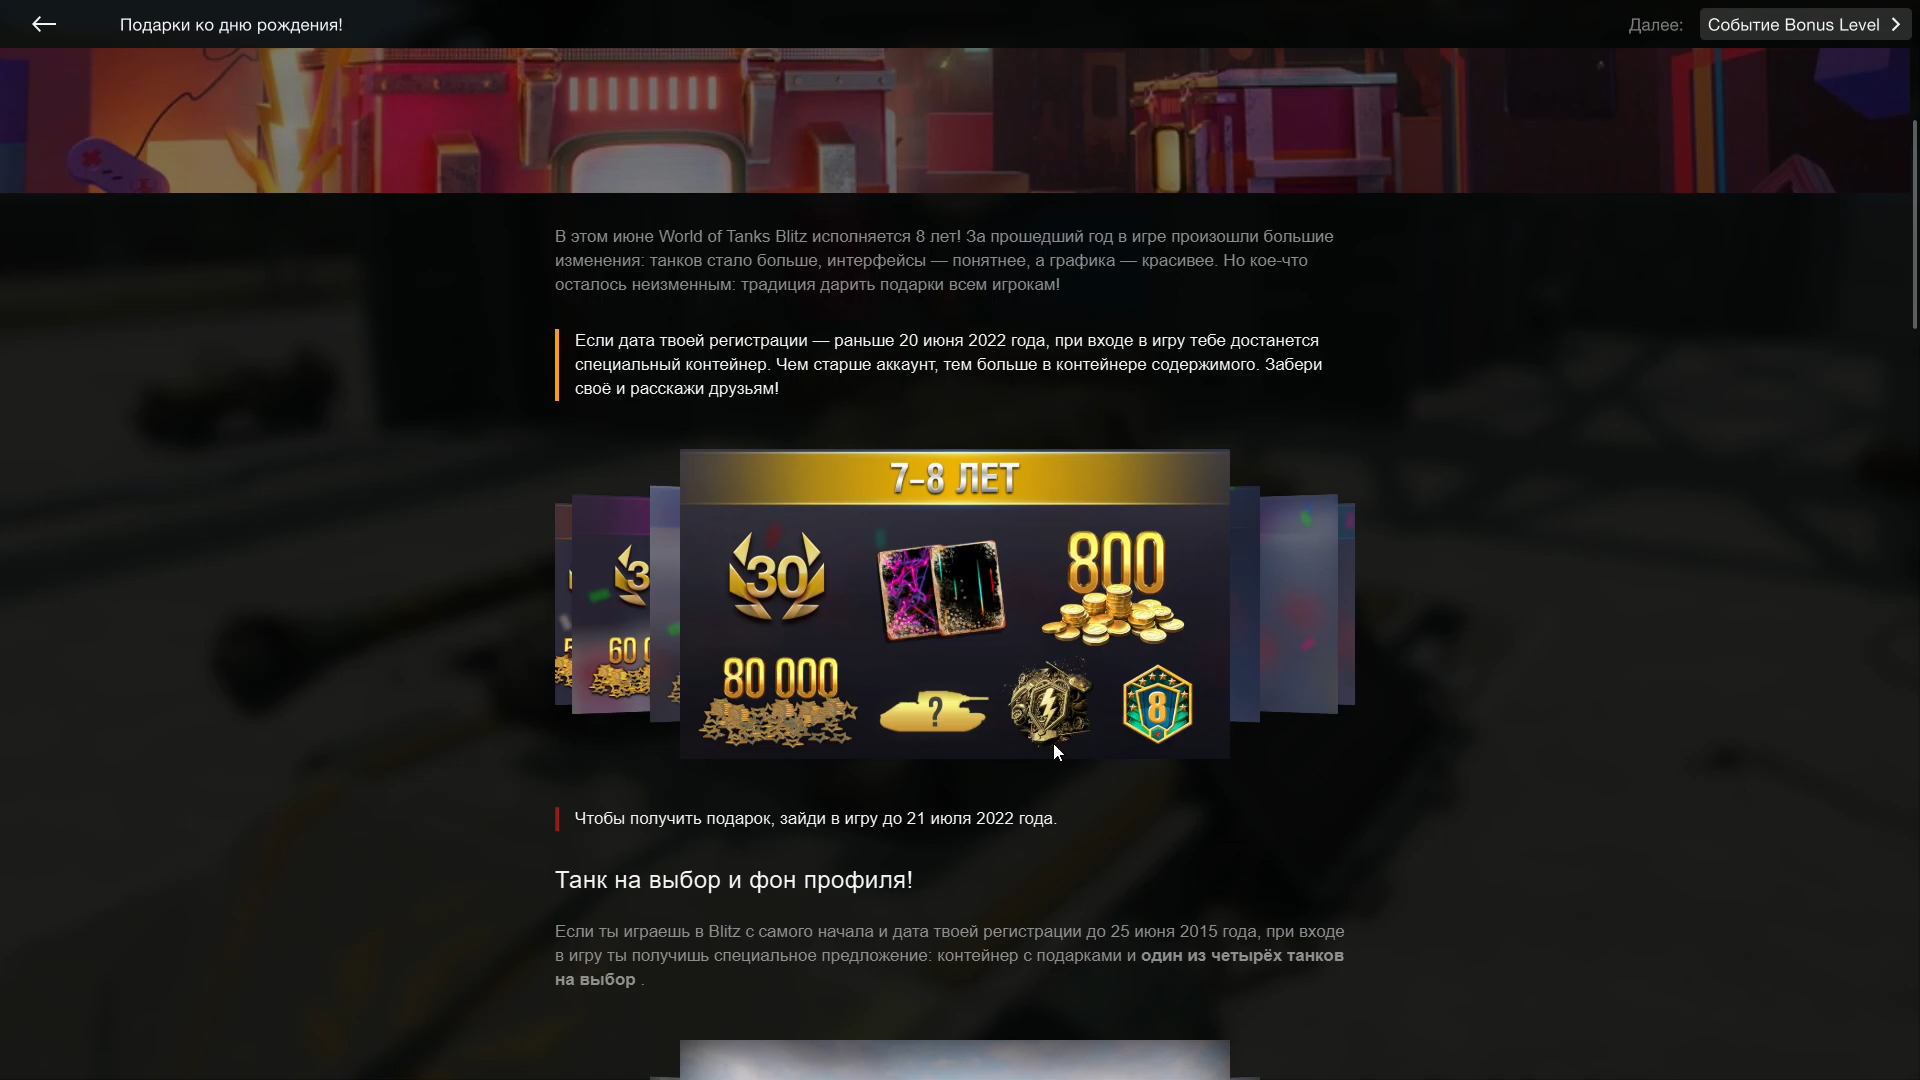 Подарки ко дню рождения!
Далее:
Событие Bonus Level
В этом июне World of Tanks Blitz исполняется 8 лет! За прошедший год в игре произошли большие
изменения: танков стало больше, интерфейсы — понятнее, а графика — красивее. Но кое-что
осталось неизменным: традиция дарить подарки всем игрокам!
Если дата твоей регистрации — раньше 20 июня 2022 года, при входе в игру тебе достанется
специальный контейнер. Чем старше аккаунт, тем больше в контейнере содержимого. Забери
своё и расскажи друзьям!
7–8 ЛЕТ
30
800
80 000
?
8
Чтобы получить подарок, зайди в игру до 21 июля 2022 года.
Танк на выбор и фон профиля!
Если ты играешь в Blitz с самого начала и дата твоей регистрации до 25 июня 2015 года, при входе
в игру ты получишь специальное предложение: контейнер с подарками и один из четырёх танков
на выбор .